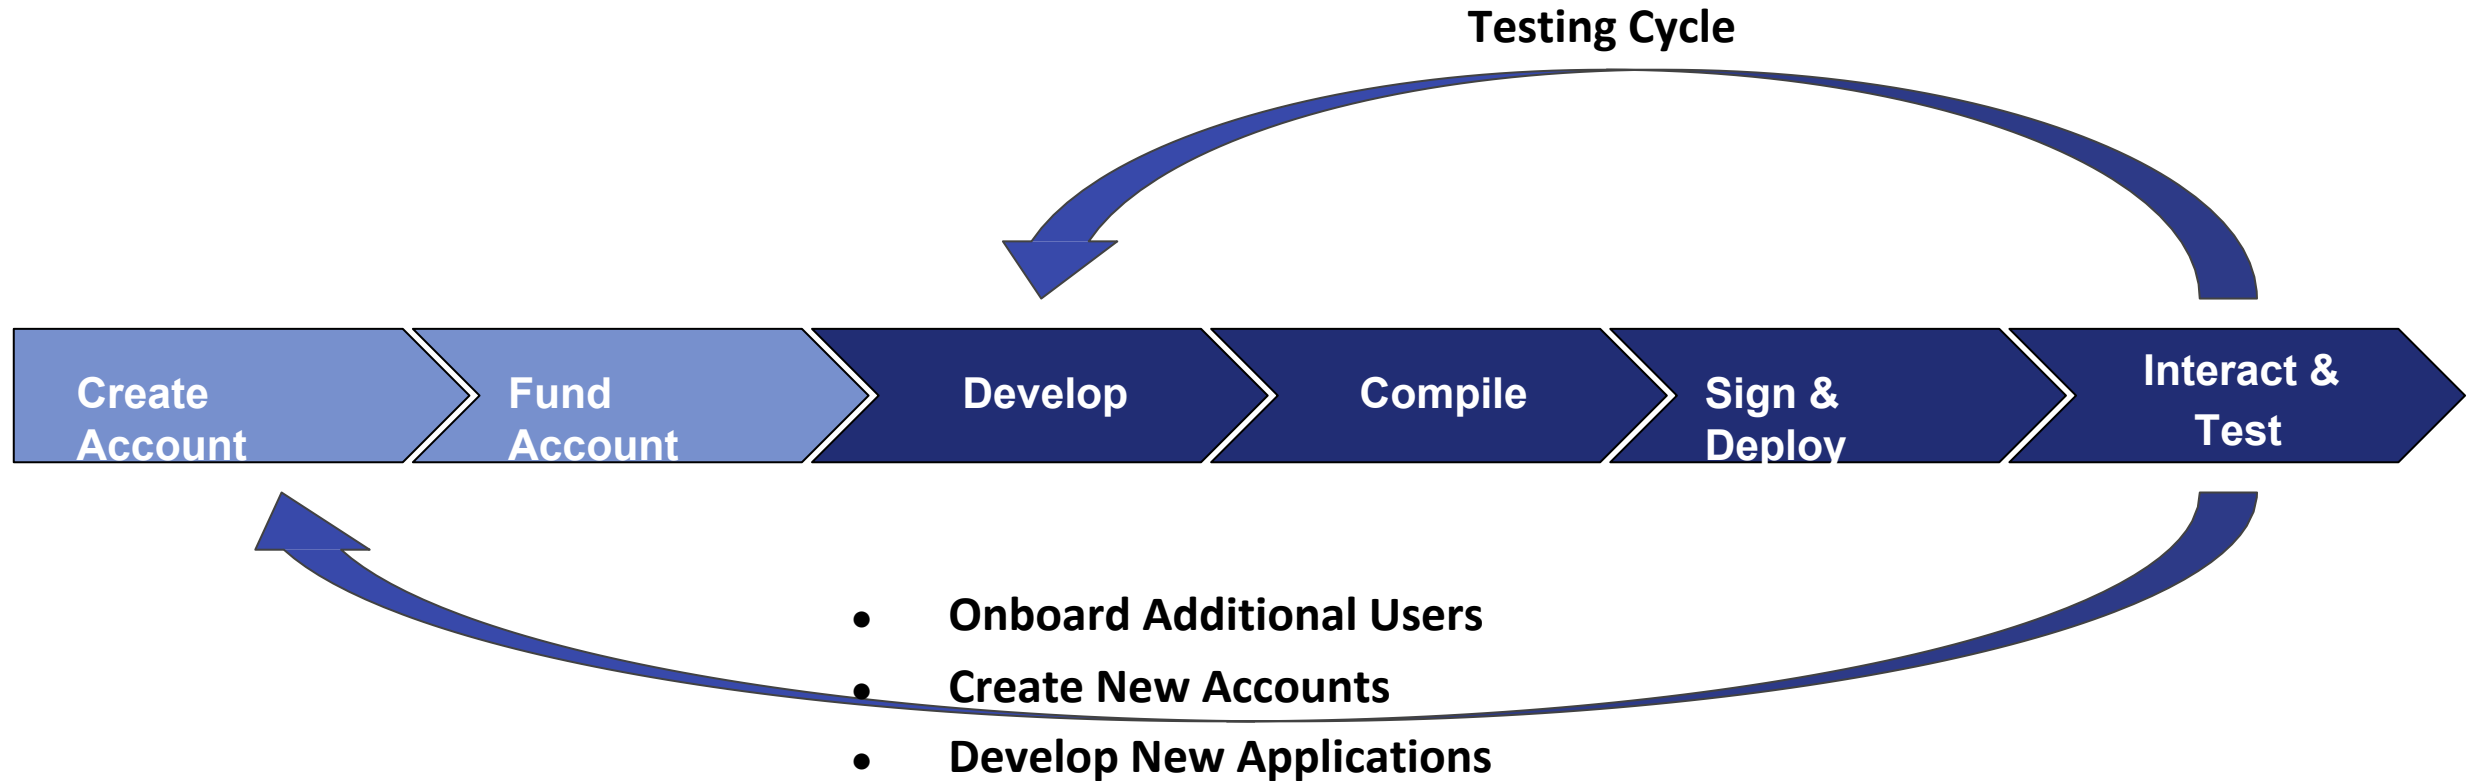 Testing Cycle
Create
Account
Fund
Account
Develop
Compile
Sign &
Deploy
Interact &
Test
• Onboard Additional Users
• Create New Accounts
• Develop New Applications